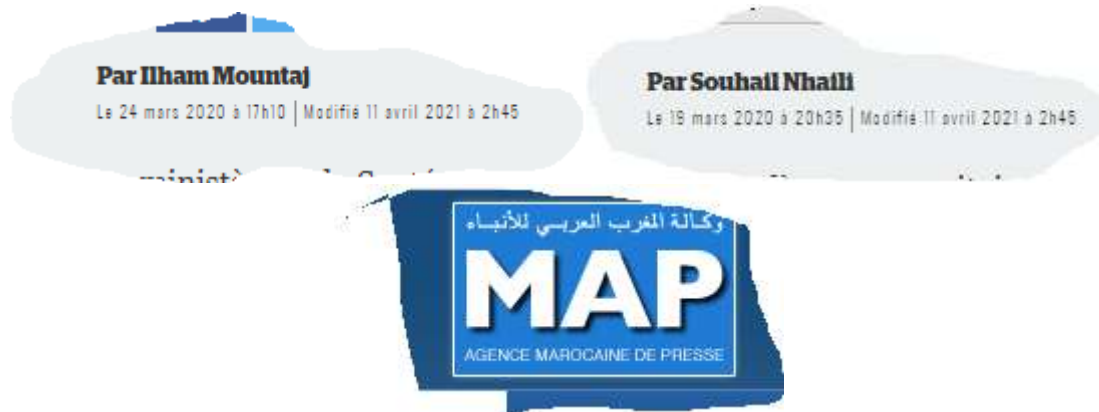 Par Ilham Mountaj
Le 24 mars 2020 à 17h10 | Modifié 11 avril 2021 à 2h45
Par Souhail Nhaili
Le 19 mars 2020 à 20h35 | Modifié 11 avril 2021 à 2h45
وكالة المغرب العربي للأنباء
MAP
AGENCE MAROCAINE DE PRESSE